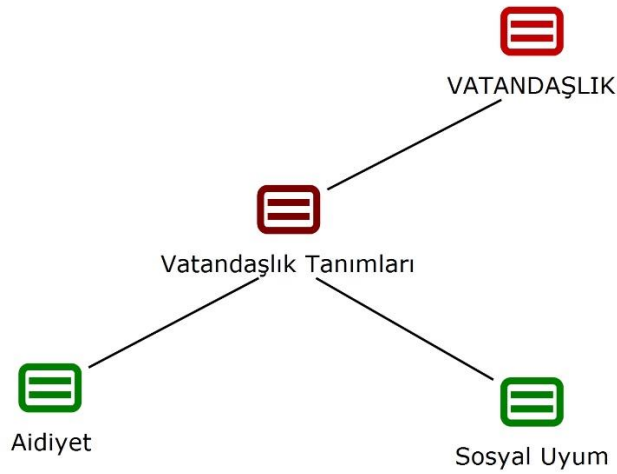 VATANDAŞLIK
Vatandaşlık Tanımları
Aidiyet
Sosyal Uyum